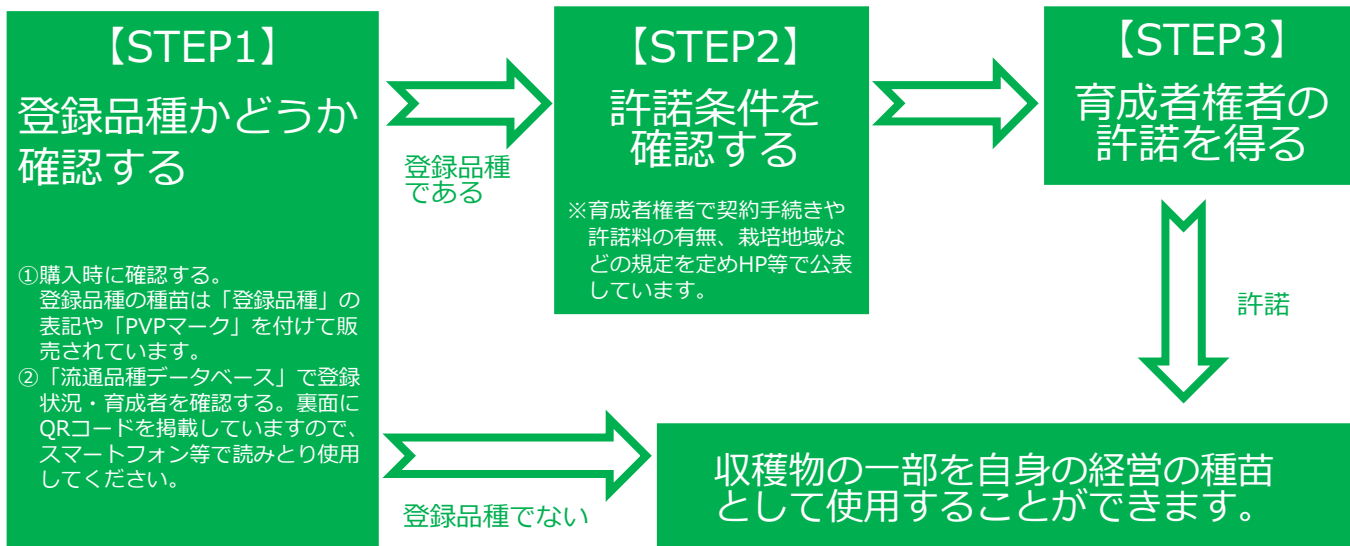 【STEP1】
登録品種かどうか
確認する
①購入時に確認する。
登録品種の種苗は「登録品種」の
表記や「PVPマーク」を付けて販
売されています。
②「流通品種データベース」で登録
状況・育成者を確認する。裏面に
QRコードを掲載していますので、
スマートフォン等で読みとり使用
してください。
登録品種
である
【STEP2】
許諾条件を
確認する
※育成者権者で契約手続きや
許諾料の有無、栽培地域な
どの規定を定めHP等で公表
しています。
【STEP3】
育成者権者の
許諾を得る
許諾
登録品種でない
収穫物の一部を自身の経営の種苗
として使用することができます。